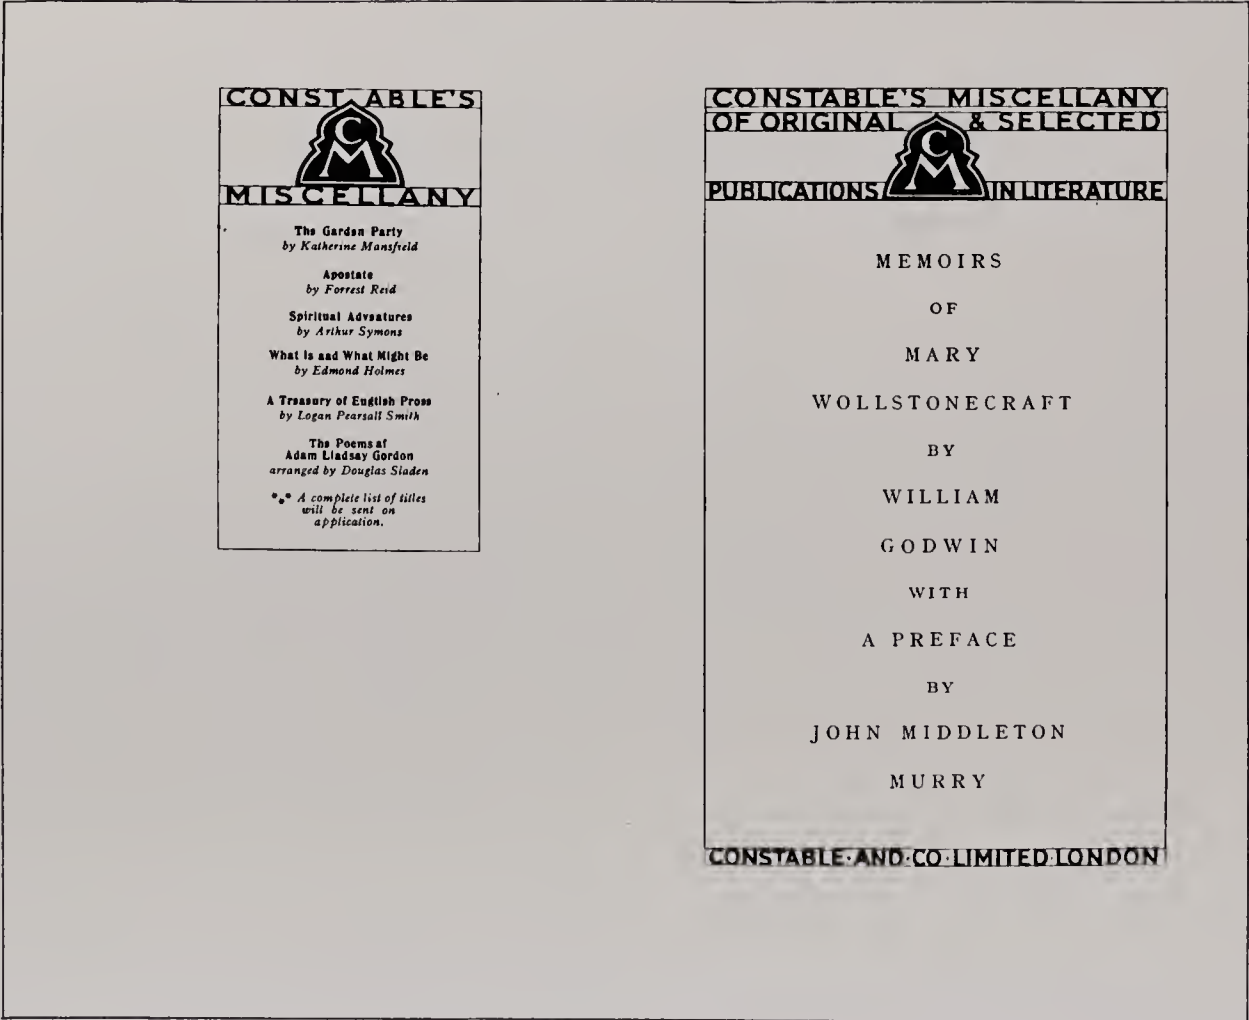 CONSTABLE'S
CM
MISCELLANY
The Garden Party
by Katherine Mansfield
Apostate
by Forrest Reid
Spiritual Adventures
by Arthur Symons
What Is and What Might Be
by Edmond Holmes
A Treasury of English Prose
by Logan Pearsall Smith
The Poems of
Adam Lindsay Gordon
arranged by Douglas Sladen
*** A complete list of titles
will be sent on
application.
CONSTABLE'S MISCELLANY
OF ORIGINAL & SELECTED
CM
PUBLICATIONS IN LITERATURE
MEMOIRS
OF
MARY
WOLLSTONECRAFT
BY
WILLIAM
GODWIN
WITH
A PREFACE
BY
JOHN MIDDLETON
MURRY
CONSTABLE·AND·CO·LIMITED·LONDON